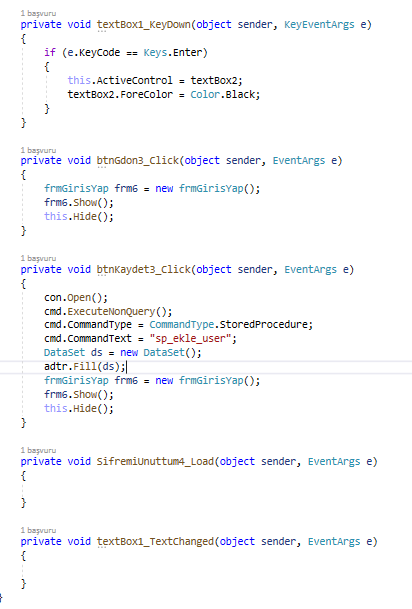 1 başvuru
private void textBox1_KeyDown(object sender, KeyEventArgs e)
{
    if (e.KeyCode == Keys.Enter)
    {
        this.ActiveControl = textBox2;
        textBox2.ForeColor = Color.Black;
    }
}
1 başvuru
private void btnGdon3_Click(object sender, EventArgs e)
{
    frmGirisYap frm6 = new frmGirisYap();
    frm6.Show();
    this.Hide();
}
1 başvuru
private void btnKaydet3_Click(object sender, EventArgs e)
{
    con.Open();
    cmd.ExecuteNonQuery();
    cmd.CommandType = CommandType.StoredProcedure;
    cmd.CommandText = "sp_ekle_user";
    DataSet ds = new DataSet();
    adtr.Fill(ds);
    frmGirisYap frm6 = new frmGirisYap();
    frm6.Show();
    this.Hide();
}
1 başvuru
private void SifremiUnuttum4_Load(object sender, EventArgs e)
{
}
1 başvuru
private void textBox1_TextChanged(object sender, EventArgs e)
{
}
}